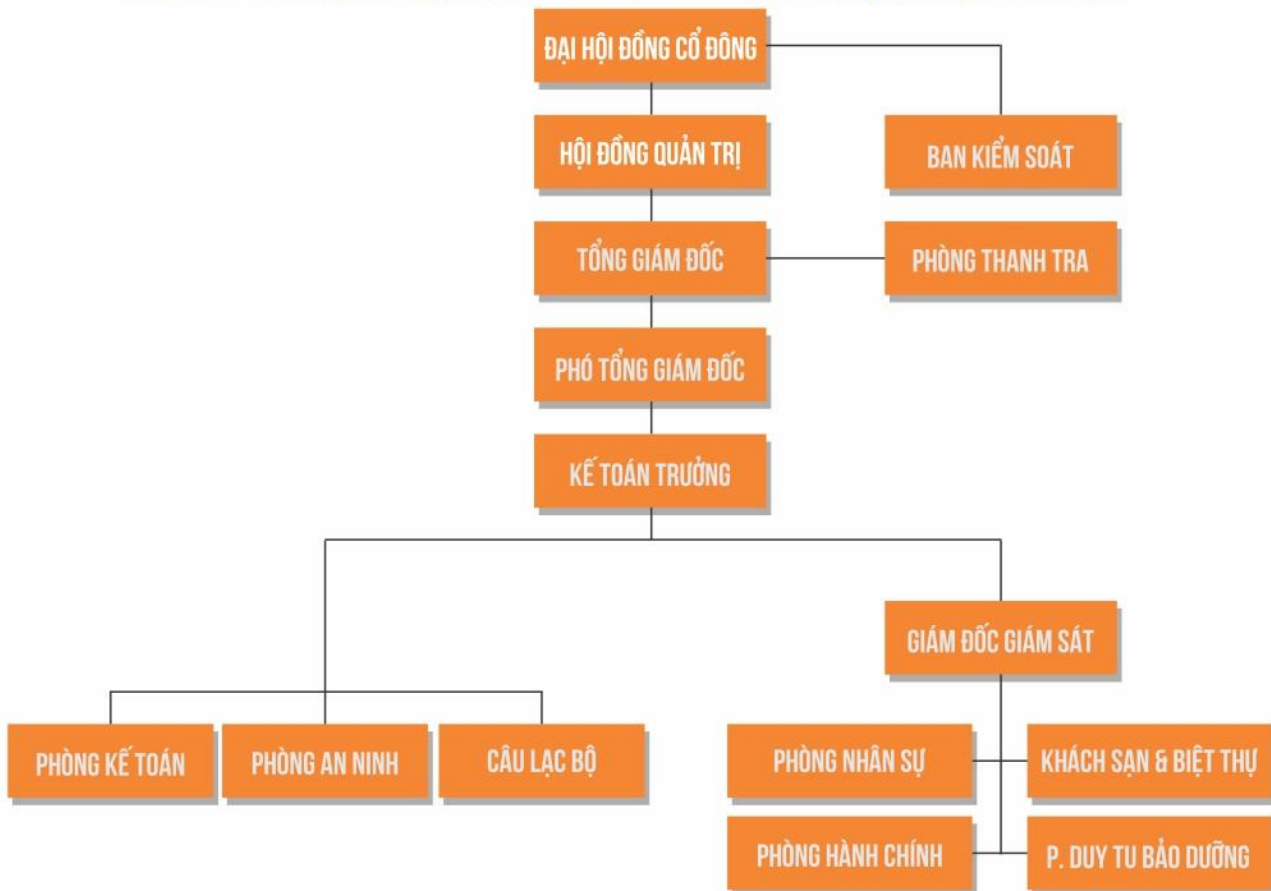 ĐẠI HỘI ĐỒNG CỔ ĐÔNG
HỘI ĐỒNG QUẢN TRỊ
BAN KIỂM SOÁT
TỔNG GIÁM ĐỐC
PHÒNG THANH TRA
PHÓ TỔNG GIÁM ĐỐC
KẾ TOÁN TRƯỞNG
GIÁM ĐỐC GIÁM SÁT
PHÒNG KẾ TOÁN
PHÒNG AN NINH
CÂU LẠC BỘ
PHÒNG NHÂN SỰ
KHÁCH SẠN & BIỆT THỰ
PHÒNG HÀNH CHÍNH
P. DUY TU BẢO DƯỠNG